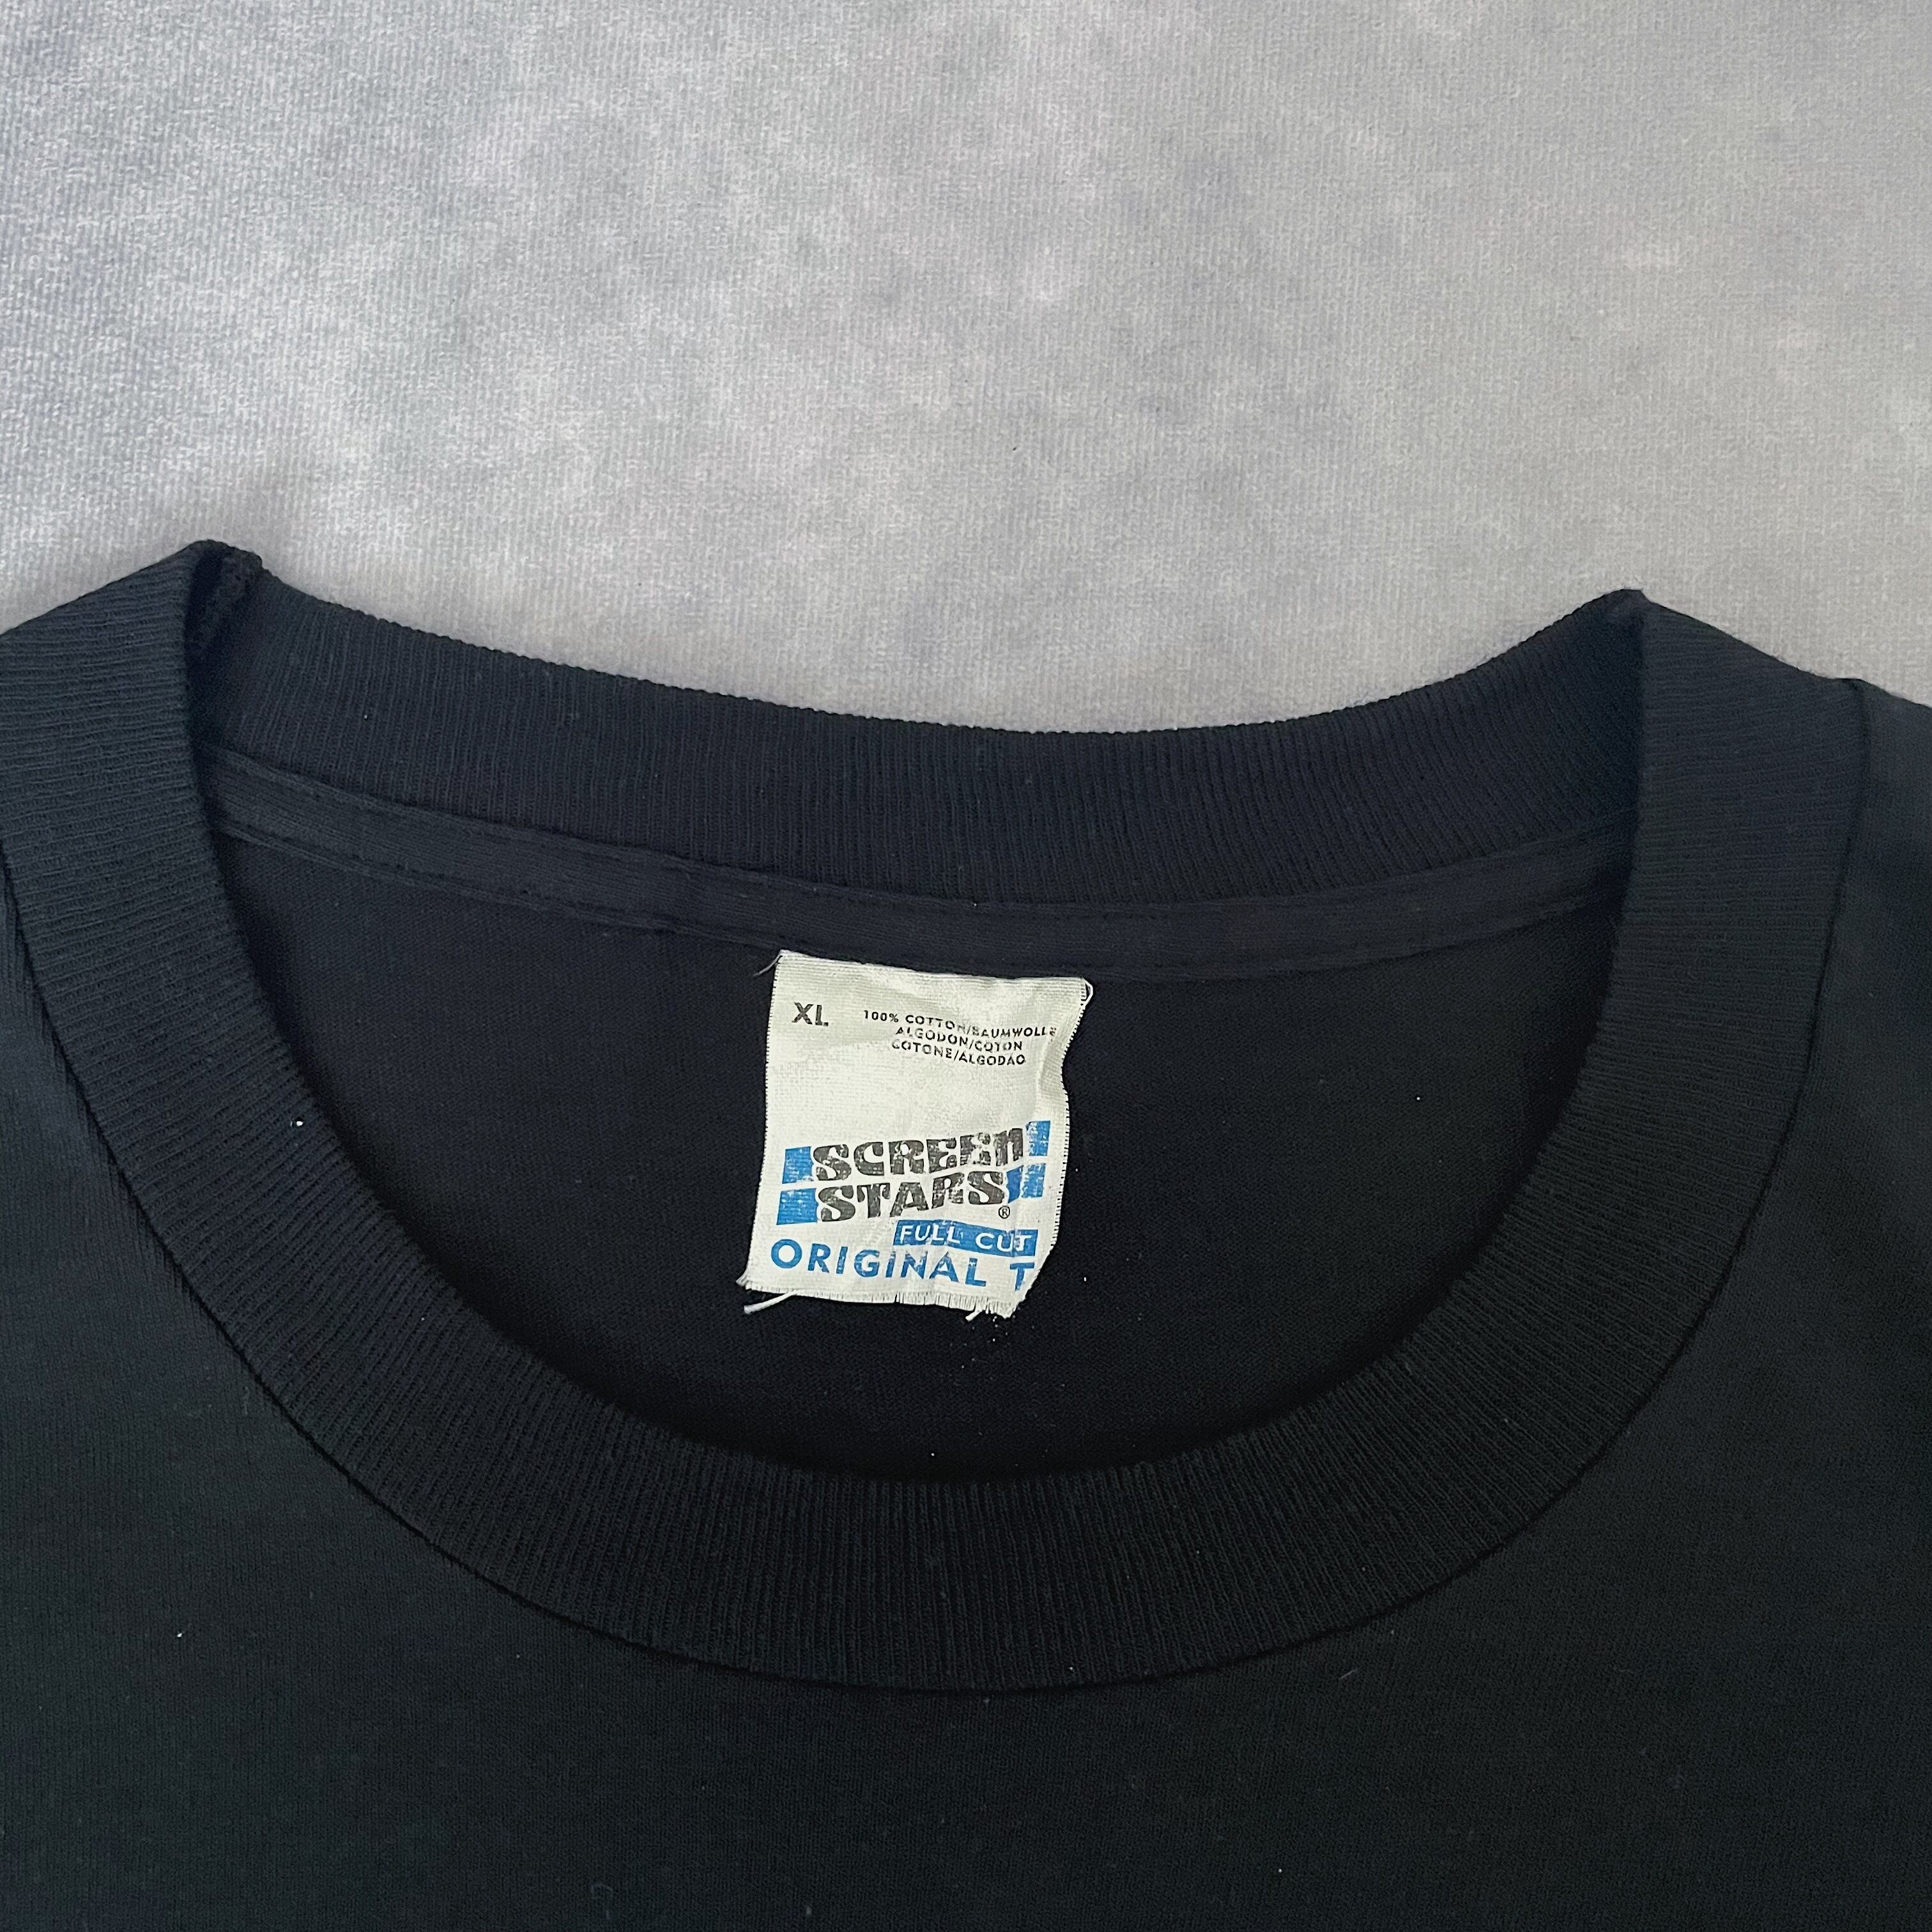 XL
100% COTTON/BAUMWOLLE
ALGODON/COTON
COTONE/ALGODAO
SCREEN
STARS®
FULL CUT
ORIGINAL T